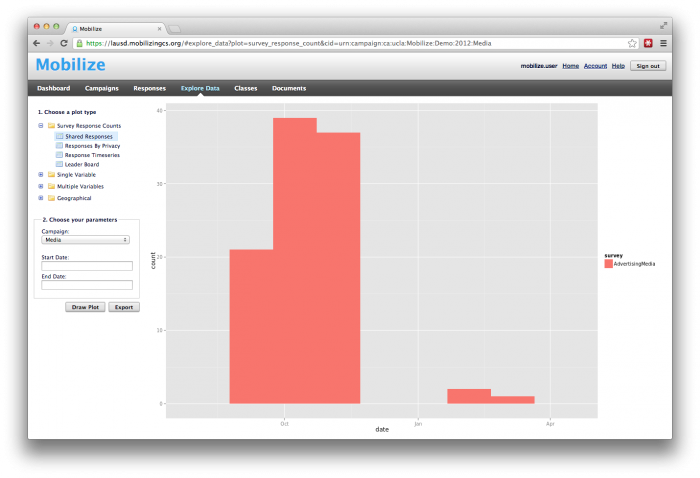 Mobilize
https://lausd.mobilizingcs.org/#explore_data?plot=survey_response_count&cid=urn:campaign:ca:ucla:Mobilize:Demo:2012:Media
Mobilize
mobilize.user Home Account Help Sign out
Dashboard Campaigns Responses Explore Data Classes Documents
1. Choose a plot type
Survey Response Counts
Shared Responses
Responses By Privacy
Response Timeseries
Leader Board
Single Variable
Multiple Variables
Geographical
2. Choose your parameters
Campaign:
Media
Start Date:
End Date:
Draw Plot Export
40
30
20
10
0
count
Oct Jan Apr
date
survey
AdvertisingMedia